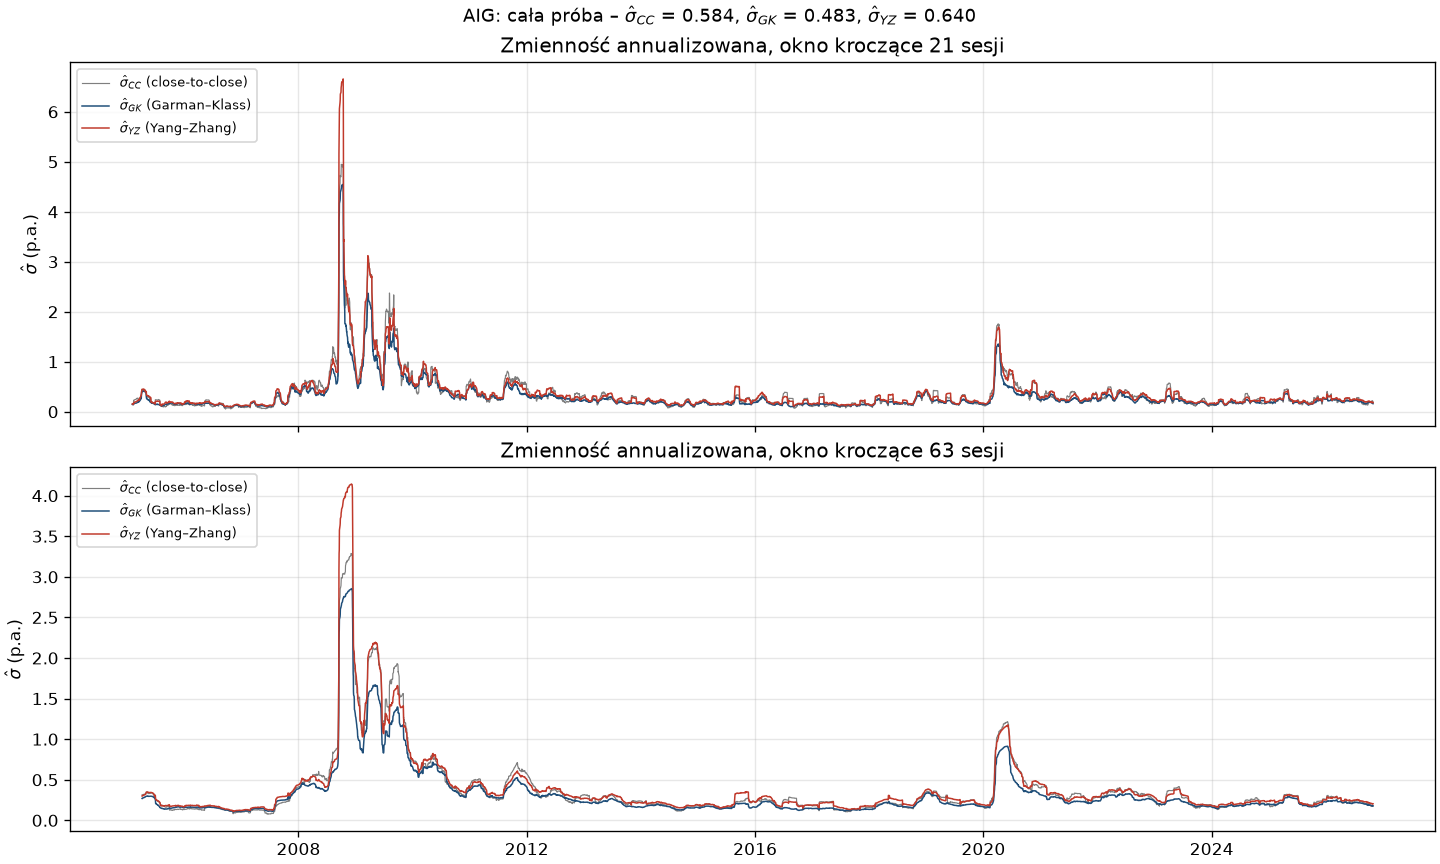 AIG: cała próba – σ̂CC = 0.584, σ̂GK = 0.483, σ̂YZ = 0.640
Zmienność annualizowana, okno kroczące 21 sesji
σ̂CC (close-to-close)
σ̂GK (Garman–Klass)
σ̂YZ (Yang–Zhang)
σ̂ (p.a.)
6
5
4
3
2
1
0
Zmienność annualizowana, okno kroczące 63 sesji
σ̂CC (close-to-close)
σ̂GK (Garman–Klass)
σ̂YZ (Yang–Zhang)
σ̂ (p.a.)
4.0
3.5
3.0
2.5
2.0
1.5
1.0
0.5
0.0
2008 2012 2016 2020 2024